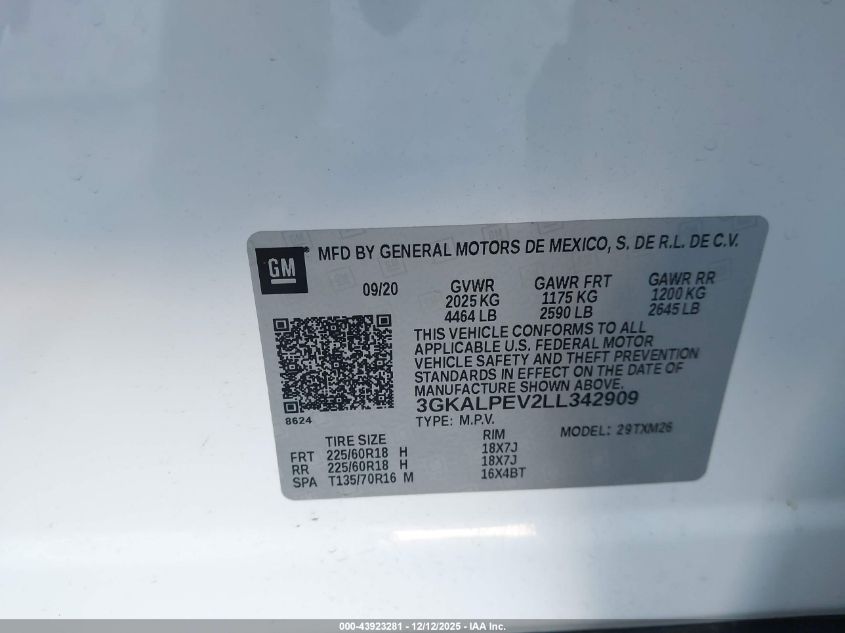 GM
MFD BY GENERAL MOTORS DE MEXICO, S. DE R.L. DE C.V.
09/20
GVWR GAWR FRT GAWR RR
2025 KG 1175 KG 1200 KG
4464 LB 2590 LB 2645 LB
THIS VEHICLE CONFORMS TO ALL
APPLICABLE U.S. FEDERAL MOTOR
VEHICLE SAFETY AND THEFT PREVENTION
STANDARDS IN EFFECT ON THE DATE OF
MANUFACTURE SHOWN ABOVE.
3GKALPEV2LL342909
8624
TYPE: M.P.V.
MODEL: 29TXM26
TIRE SIZE RIM
FRT 225/60R18 H 18X7J
RR 225/60R18 H 18X7J
SPA T135/70R16 M 16X4BT
000-43923281 - 12/12/2025 - IAA Inc.